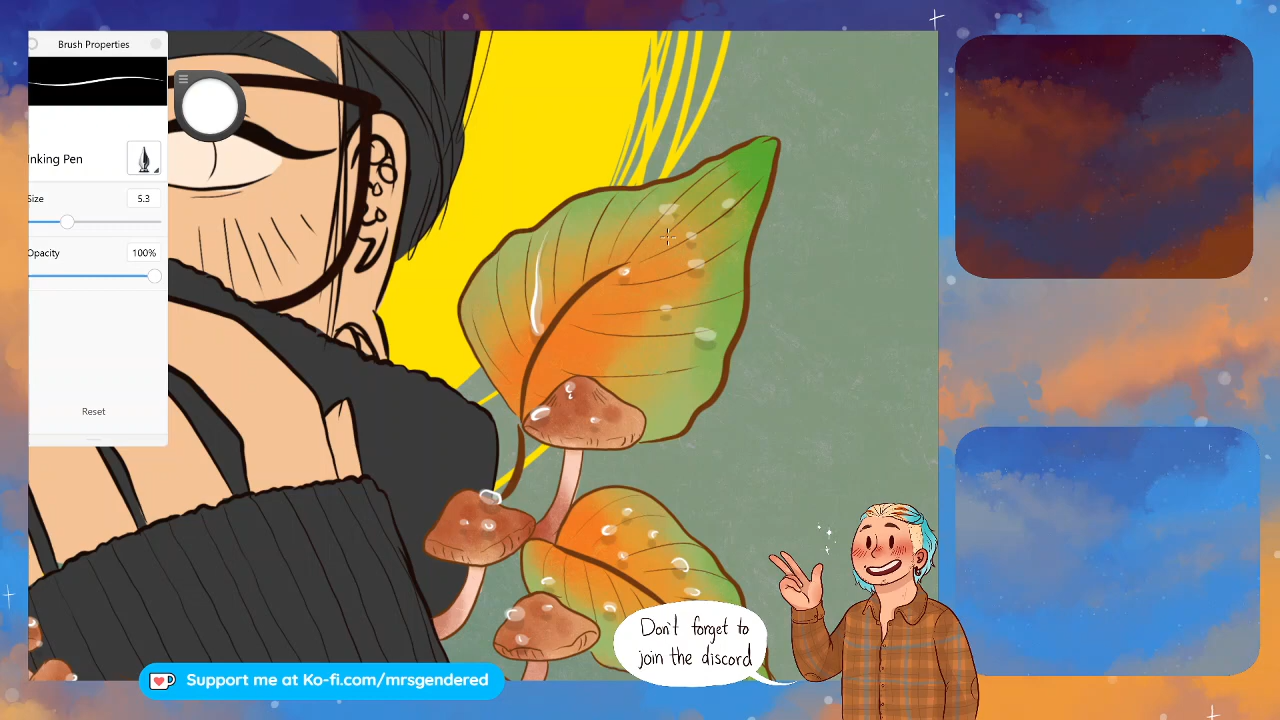 Brush Properties
Inking Pen
Size
5.3
Opacity
100%
Reset
Don't forget to
join the discord
Support me at Ko-fi.com/mrsgendered